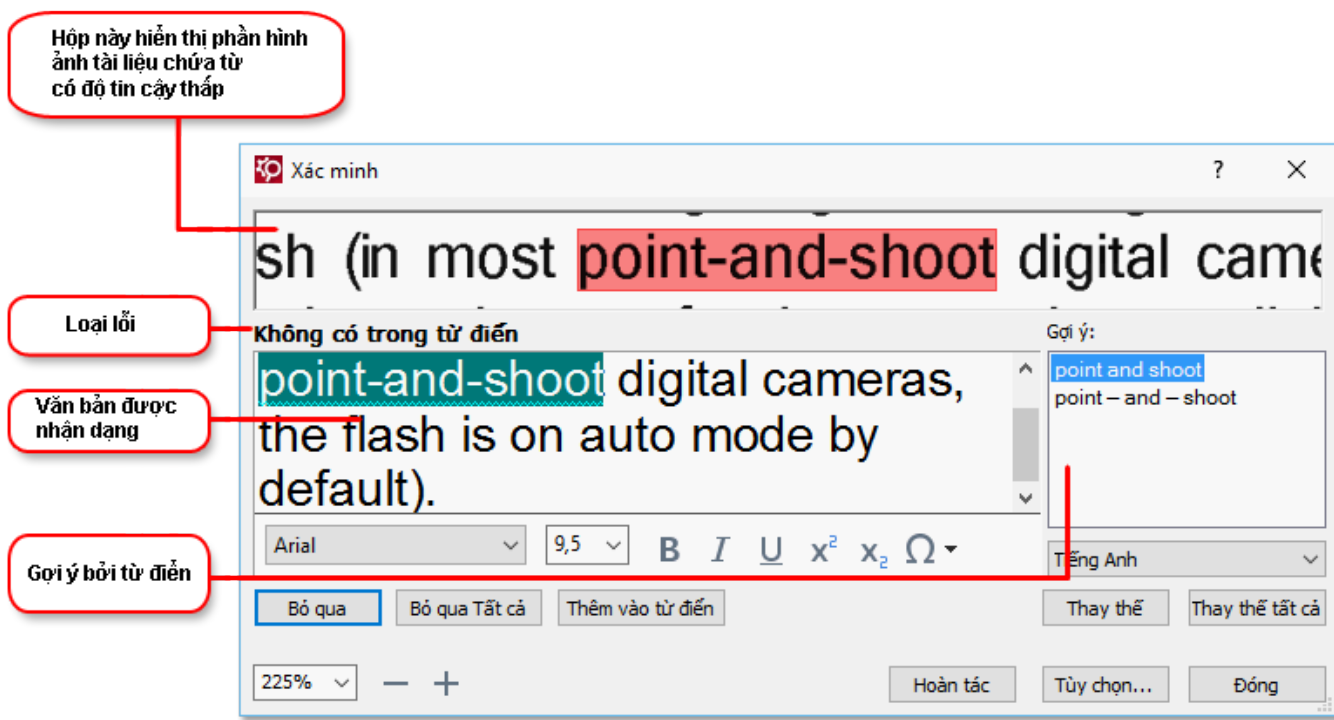 Hộp này hiển thị phần hình
ảnh tài liệu chứa từ
có độ tin cậy thấp
Xác minh
?
sh (in most point-and-shoot digital came
Loại lỗi
Không có trong từ điển
Gợi ý:
point-and-shoot digital cameras,
the flash is on auto mode by
default).
point and shoot
point – and – shoot
Văn bản được
nhận dạng
Arial
9,5
B I U x² x₂ Ω
Tiếng Anh
Gợi ý bởi từ điển
Bỏ qua
Bỏ qua Tất cả
Thêm vào từ điển
Thay thế
Thay thế tất cả
225%
Hoàn tác
Tùy chọn...
Đóng